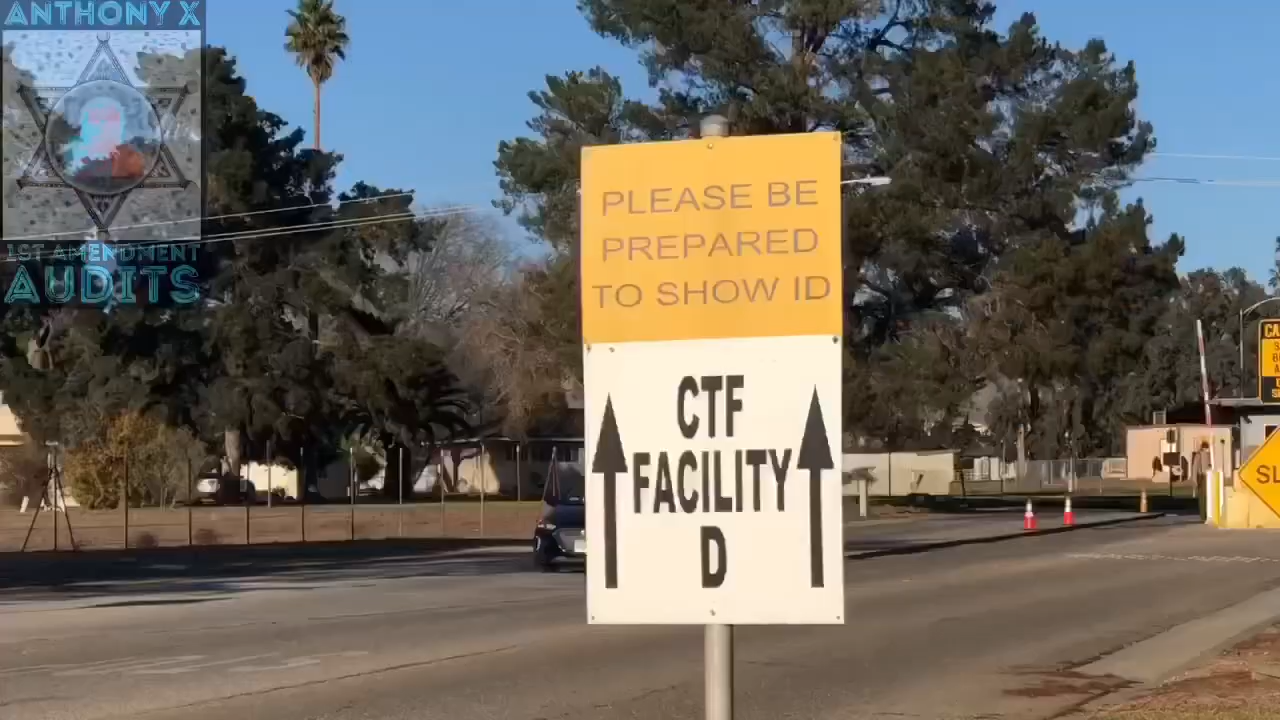 ANTHONY X
1ST AMENDMENT
AUDITS
PLEASE BE
PREPARED
TO SHOW ID
CTF
FACILITY
D